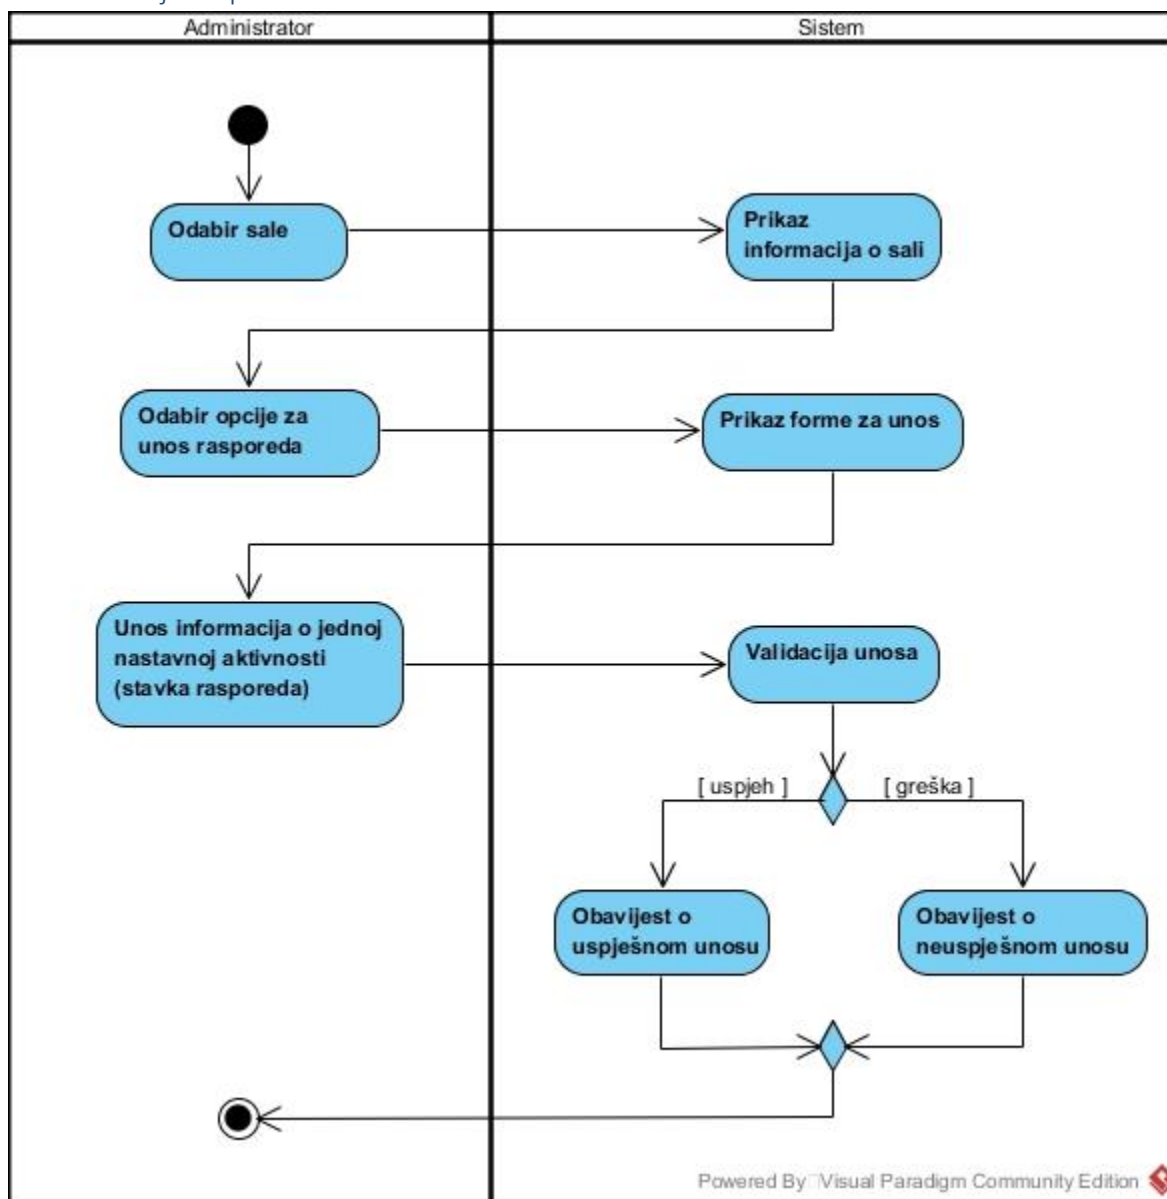 Administrator
Sistem
Odabir sale
Prikaz
informacija o sali
Odabir opcije za
unos rasporeda
Prikaz forme za unos
Unos informacija o jednoj
nastavnoj aktivnosti
(stavka rasporeda)
Validacija unosa
[ uspjeh ]
[ greška ]
Obavijest o
uspješnom unosu
Obavijest o
neuspješnom unosu
Powered By Visual Paradigm Community Edition